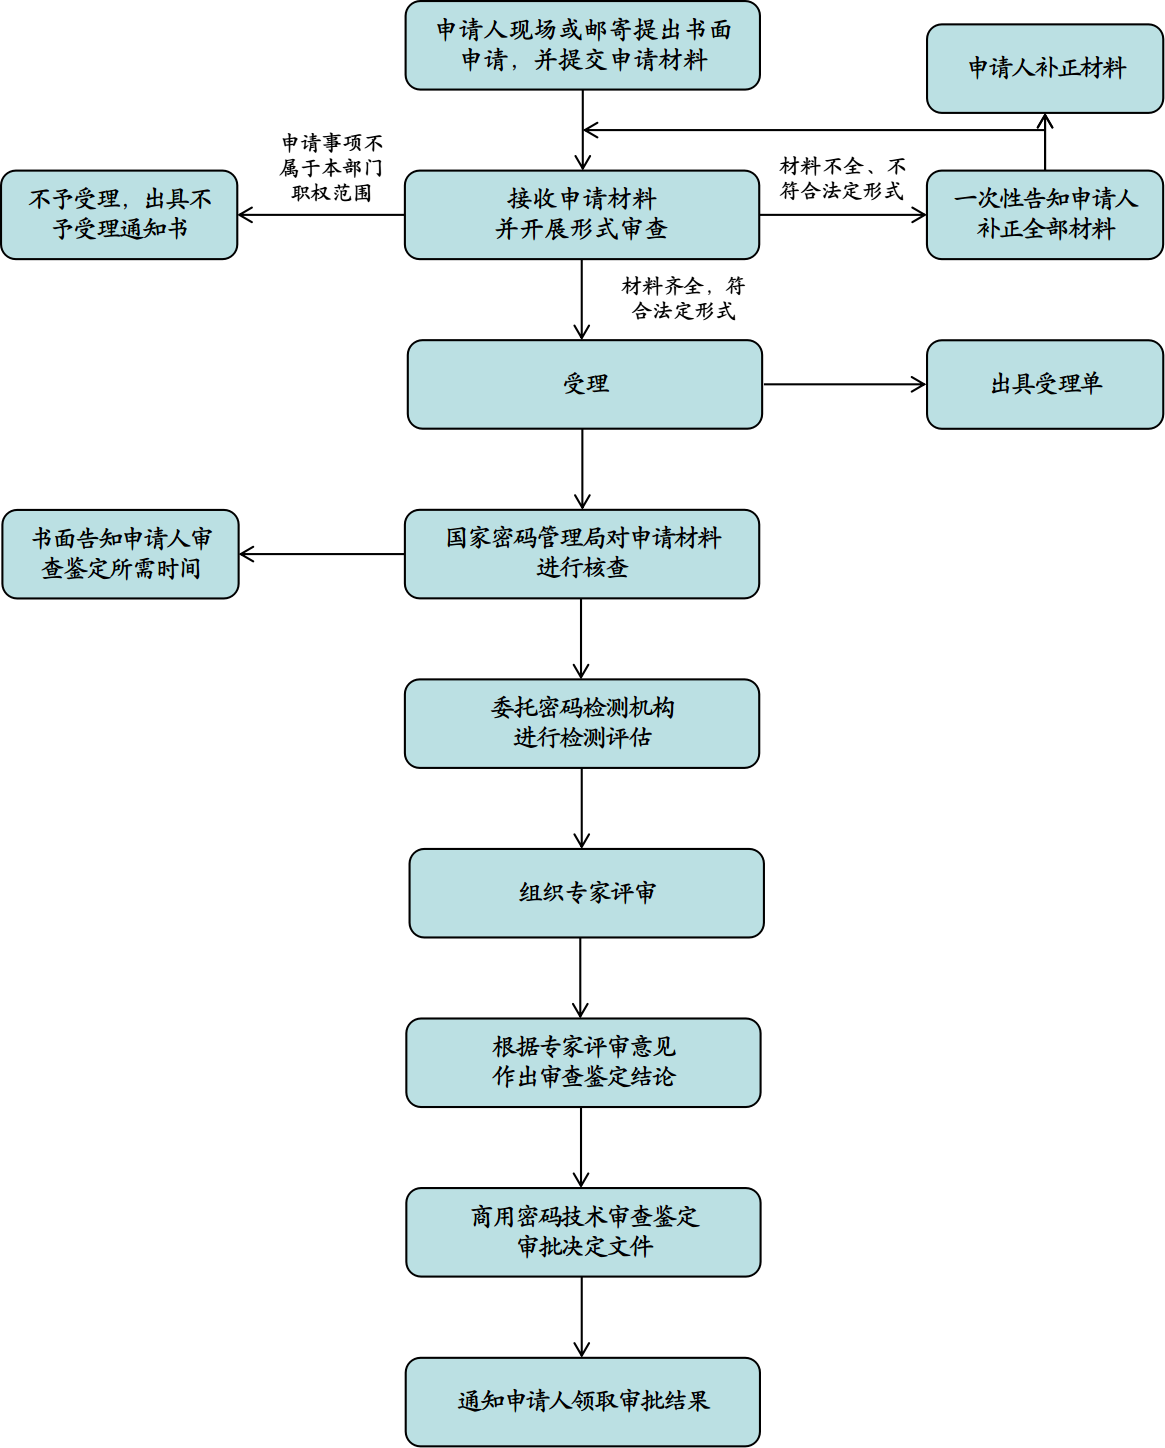 申请人现场或邮寄提出书面
申请，并提交申请材料
申请人补正材料
申请事项不
属于本部门
职权范围
材料不全、不
符合法定形式
不予受理，出具不
予受理通知书
接收申请材料
并开展形式审查
一次性告知申请人
补正全部材料
材料齐全，符
合法定形式
受理
出具受理单
书面告知申请人审
查鉴定所需时间
国家密码管理局对申请材料
进行核查
委托密码检测机构
进行检测评估
组织专家评审
根据专家评审意见
作出审查鉴定结论
商用密码技术审查鉴定
审批决定文件
通知申请人领取审批结果